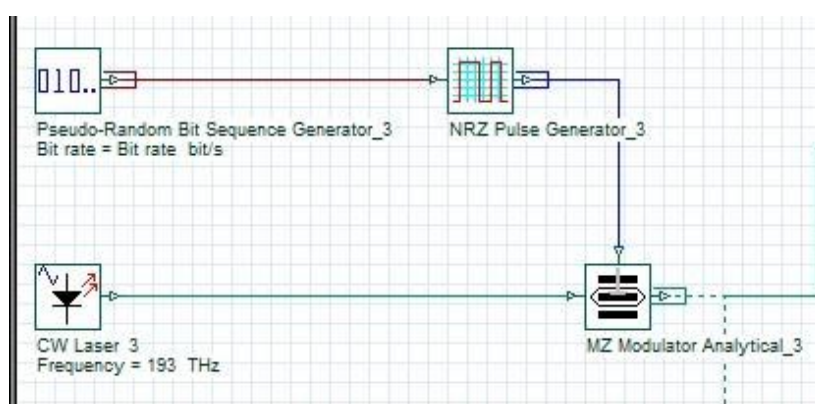 010..
Pseudo-Random Bit Sequence Generator_3
Bit rate = Bit rate bit/s
NRZ Pulse Generator_3
CW Laser 3
Frequency = 193 THz
MZ Modulator Analytical_3